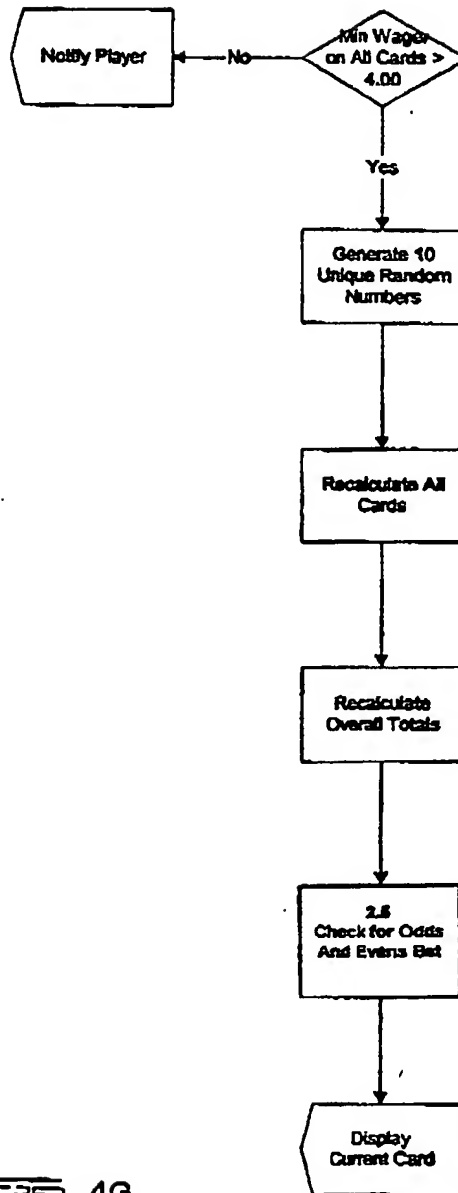 Notify Player
No
Min Wager
on All Cards >
4.00
Yes
Generate 10
Unique Random
Numbers
Recalculate All
Cards
Recalculate
Overall Totals
Check for Odds
And Evens Bet
Display
Current Card
4G